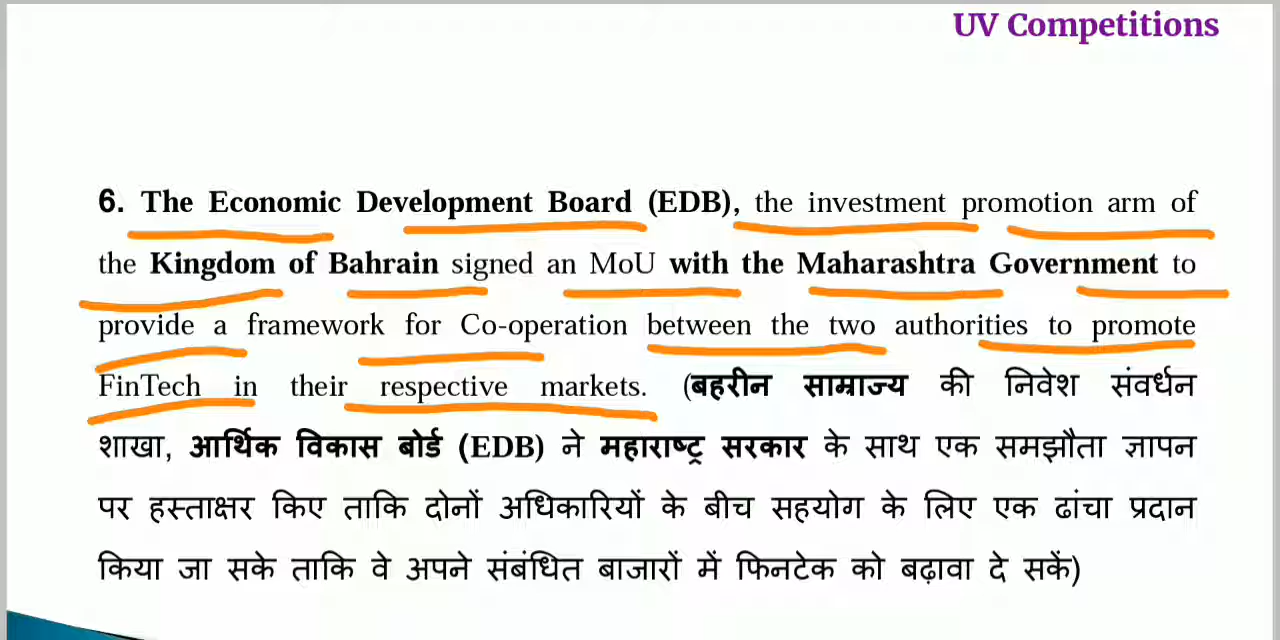 UV Competitions
6. The Economic Development Board (EDB), the investment promotion arm of
the Kingdom of Bahrain signed an MoU with the Maharashtra Government to
provide a framework for Co-operation between the two authorities to promote
FinTech in their respective markets. (बहरीन साम्राज्य की निवेश संवर्धन
शाखा, आर्थिक विकास बोर्ड (EDB) ने महाराष्ट्र सरकार के साथ एक समझौता ज्ञापन
पर हस्ताक्षर किए ताकि दोनों अधिकारियों के बीच सहयोग के लिए एक ढांचा प्रदान
किया जा सके ताकि वे अपने संबंधित बाजारों में फिनटेक को बढ़ावा दे सकें)